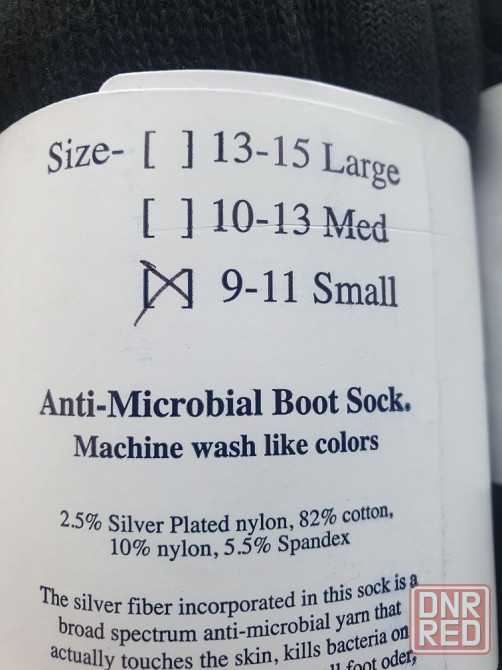 Size- [ ] 13-15 Large
[ ] 10-13 Med
[X] 9-11 Small
Anti-Microbial Boot Sock.
Machine wash like colors
2.5% Silver Plated nylon, 82% cotton,
10% nylon, 5.5% Spandex
The silver fiber incorporated in this sock is a
broad spectrum anti-microbial yarn that
actually touches the skin, kills bacteria on
foot oder,
DNR
RED